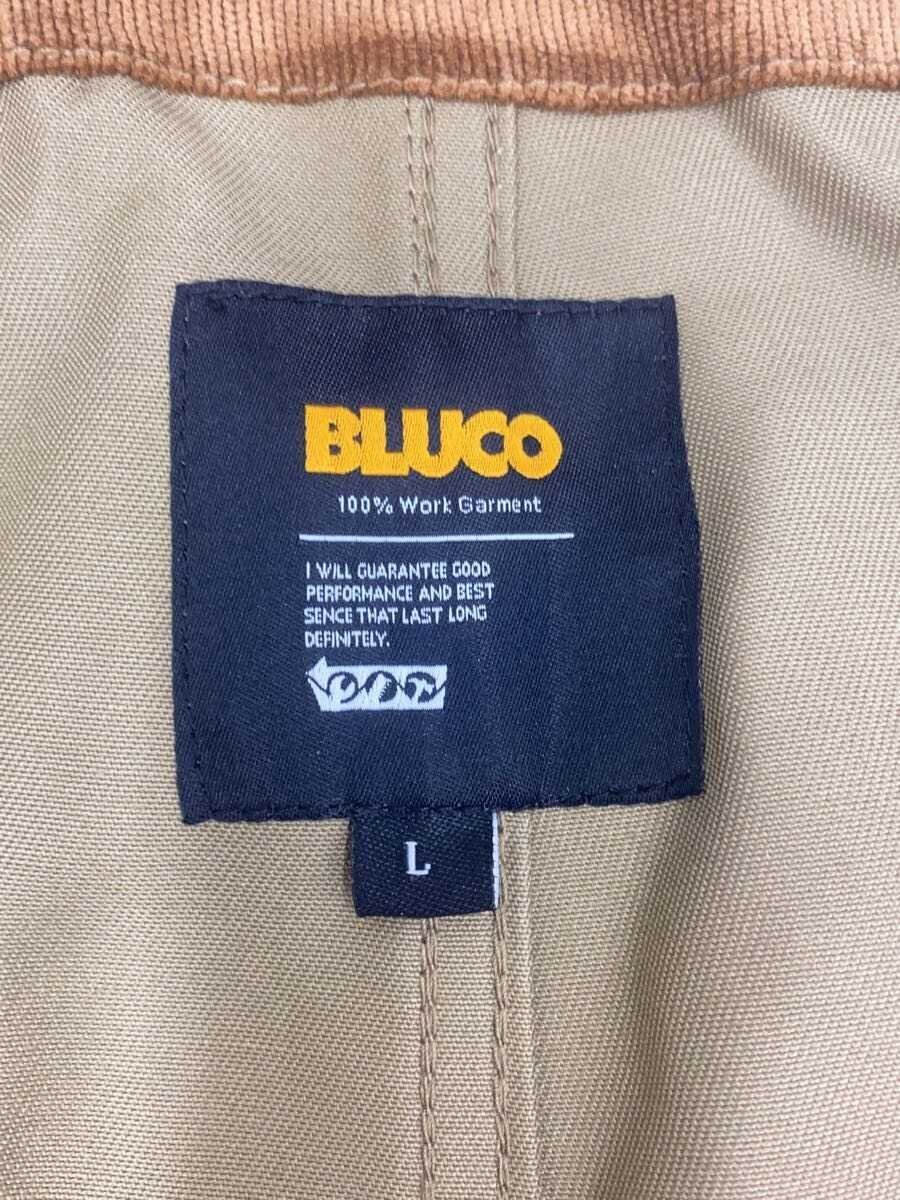 BLUCO
100% Work Garment
I WILL GUARANTEE GOOD
PERFORMANCE AND BEST
SENCE THAT LAST LONG
DEFINITELY.
L